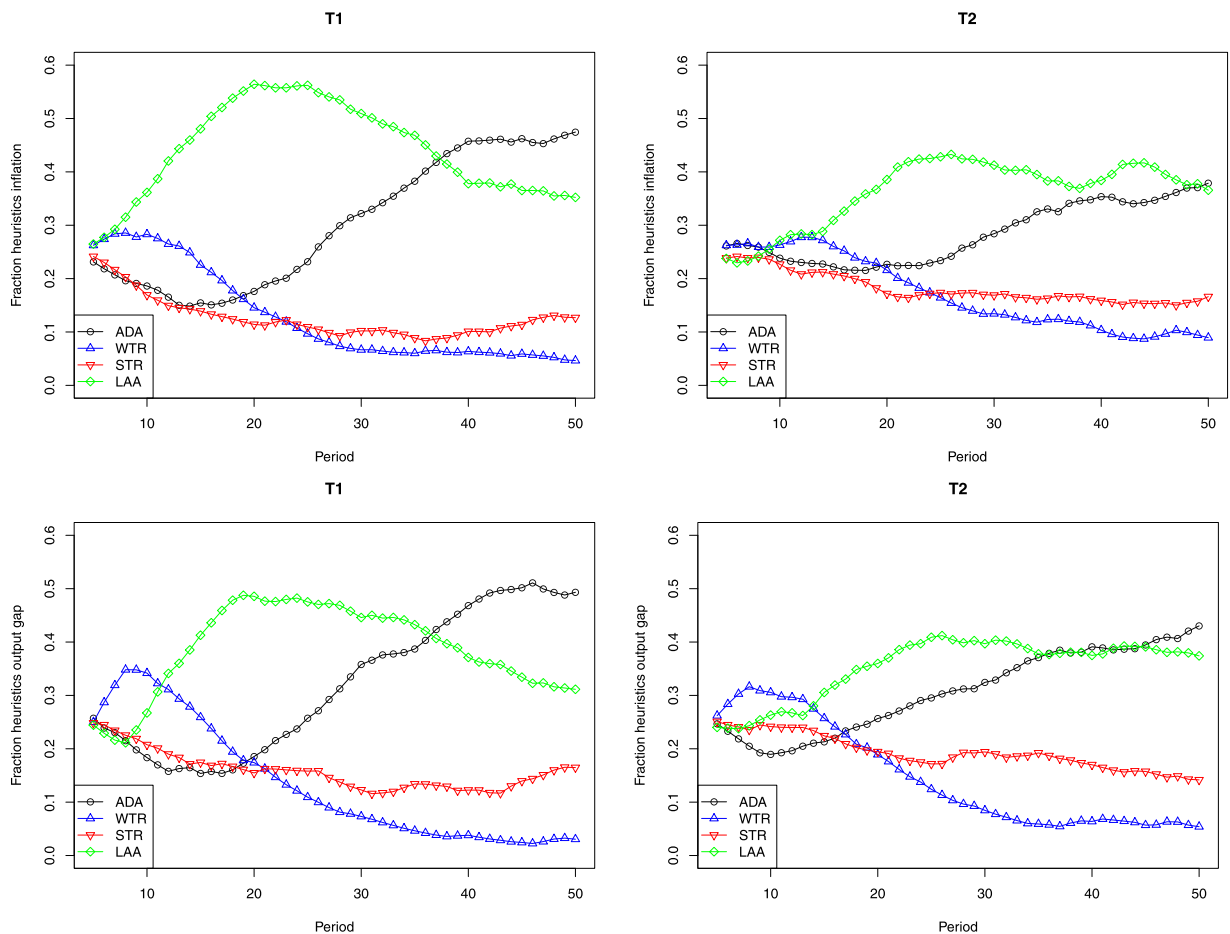 T1
Fraction heuristics inflation
0.6
0.5
0.4
0.3
0.2
0.1
0.0
ADA
WTR
STR
LAA
10 20 30 40 50
Period
T2
Fraction heuristics inflation
0.6
0.5
0.4
0.3
0.2
0.1
0.0
ADA
WTR
STR
LAA
10 20 30 40 50
Period
T1
Fraction heuristics output gap
0.6
0.5
0.4
0.3
0.2
0.1
0.0
ADA
WTR
STR
LAA
10 20 30 40 50
Period
T2
Fraction heuristics output gap
0.6
0.5
0.4
0.3
0.2
0.1
0.0
ADA
WTR
STR
LAA
10 20 30 40 50
Period